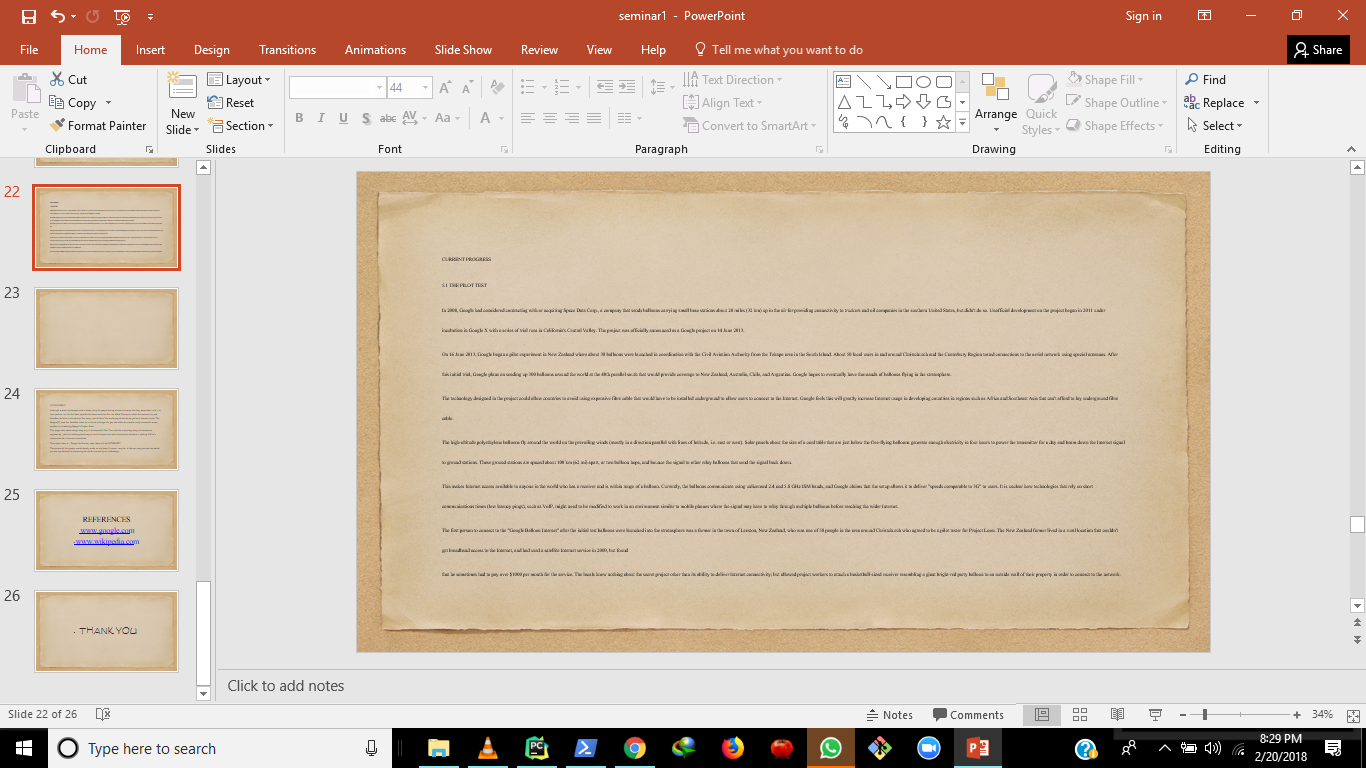 seminar1 - PowerPoint
Sign in
File Home Insert Design Transitions Animations Slide Show Review View Help Tell me what you want to do Share
Paste
Cut
Copy
Format Painter
Clipboard
New Slide
Layout
Reset
Section
Slides
44
B I U S abc AV Aa A
Font
Text Direction
Align Text
Convert to SmartArt
Paragraph
Arrange
Quick Styles
Shape Fill
Shape Outline
Shape Effects
Drawing
Find
Replace
Select
Editing
22
23
24
25
REFERENCES
www.google.com
-www.wikipedia.com
26
THANK YOU
CURRENT PROGRESS
5.1 THE PILOT TEST
In 2008, Google had considered contracting with or acquiring Space Data Corp., a company that sends balloons carrying small base stations about 20 miles (32 km) up in the air for providing connectivity to truckers and oil companies in the southern United States, but didn't do so. Unofficial development on the project began in 2011 under
incubation in Google X with a series of trial runs in California's Central Valley. The project was officially announced as a Google project on 14 June 2013.
On 16 June 2013, Google began a pilot experiment in New Zealand where about 30 balloons were launched in coordination with the Civil Aviation Authority from the Tekapo area in the South Island. About 50 local users in and around Christchurch and the Canterbury Region tested connections to the aerial network using special antennas. After
this initial trial, Google plans on sending up 300 balloons around the world at the 40th parallel south that would provide coverage to New Zealand, Australia, Chile, and Argentina. Google hopes to eventually have thousands of balloons flying in the stratosphere.
The technology designed in the project could allow countries to avoid using expensive fibre cable that would have to be installed underground to allow users to connect to the Internet. Google feels this will greatly increase Internet usage in developing countries in regions such as Africa and Southeast Asia that can't afford to lay underground fibre
cable.
The high-altitude polyethylene balloons fly around the world on the prevailing winds (mostly in a direction parallel with lines of latitude, i.e. east or west). Solar panels about the size of a card table that are just below the free-flying balloons generate enough electricity in four hours to power the transmitter for a day and beam down the Internet signal
to ground stations. These ground stations are spaced about 100 km (62 mi) apart, or two balloon hops, and bounce the signal to other relay balloons that send the signal back down.
This makes Internet access available to anyone in the world who has a receiver and is within range of a balloon. Currently, the balloons communicate using unlicensed 2.4 and 5.8 GHz ISM bands, and Google claims that the setup allows it to deliver "speeds comparable to 3G" to users. It is unclear how technologies that rely on short
communications times (low latency pings), such as VoIP, might need to be modified to work in an environment similar to mobile phones where the signal may have to relay through multiple balloons before reaching the wider Internet.
The first person to connect to the "Google Balloon Internet" after the initial test balloons were launched into the stratosphere was a farmer in the town of Leeston, New Zealand, who was one of 50 people in the area around Christchurch who agreed to be a pilot tester for Project Loon. The New Zealand farmer lived in a rural location that couldn't
get broadband access to the Internet, and had used a satellite Internet service in 2009, but found
that he sometimes had to pay over $1000 per month for the service. The locals knew nothing about the secret project other than its ability to deliver Internet connectivity; but allowed project workers to attach a basketball-sized receiver resembling a giant bright-red party balloon to an outside wall of their property in order to connect to the network.
Click to add notes
Slide 22 of 26
Notes
Comments
34%
Type here to search
8:29 PM
2/20/2018